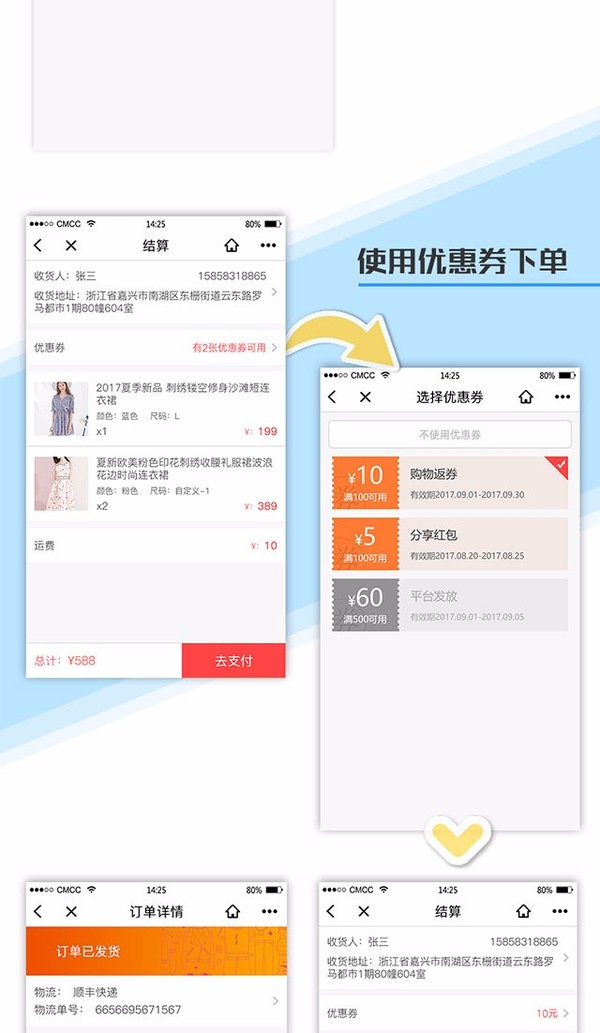 CMCC 14:25 80%
结算
收货人：张三 15858318865
收货地址：浙江省嘉兴市南湖区东栅街道云东路罗
马都市1期80幢604室
优惠券 有2张优惠券可用
2017夏季新品 刺绣镂空修身沙滩短连
衣裙
颜色：蓝色 尺码：L
x1 ¥：199
夏新欧美粉色印花刺绣收腰礼服裙波浪
花边时尚连衣裙
颜色：粉色 尺码：自定义-1
x2 ¥：389
运费 ¥：10
总计：¥588 去支付
使用优惠券下单
CMCC 14:25 80%
选择优惠券
不使用优惠券
¥10 购物返券
满100可用 有效期2017.09.01-2017.09.30
¥5 分享红包
满100可用 有效期2017.08.20-2017.08.25
¥60 平台发放
满500可用 有效期2017.09.01-2017.09.05
CMCC 14:25 80%
订单详情
订单已发货
物流： 顺丰快递
物流单号： 6656695671567
CMCC 14:25 80%
结算
收货人：张三 15858318865
收货地址：浙江省嘉兴市南湖区东栅街道云东路罗
马都市1期80幢604室
优惠券 10元